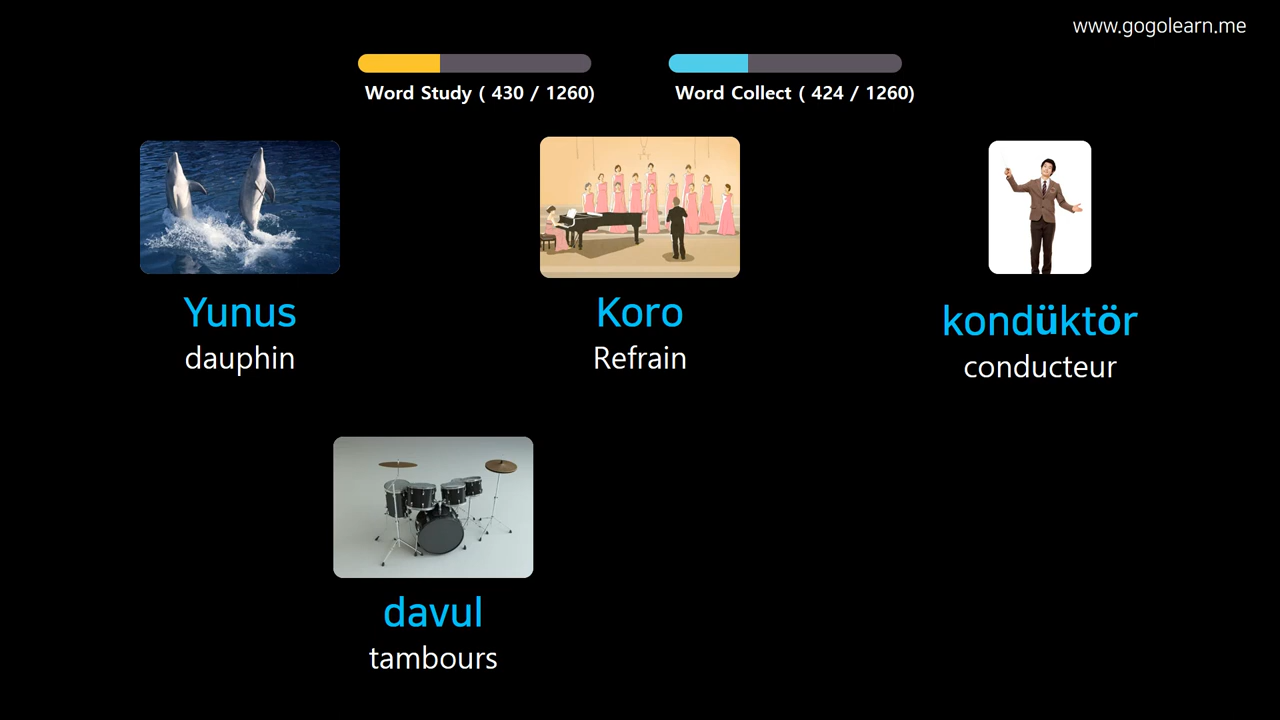 www.gogolearn.me
Word Study ( 430 / 1260)
Word Collect ( 424 / 1260)
Yunus
dauphin
Koro
Refrain
kondüktör
conducteur
davul
tambours